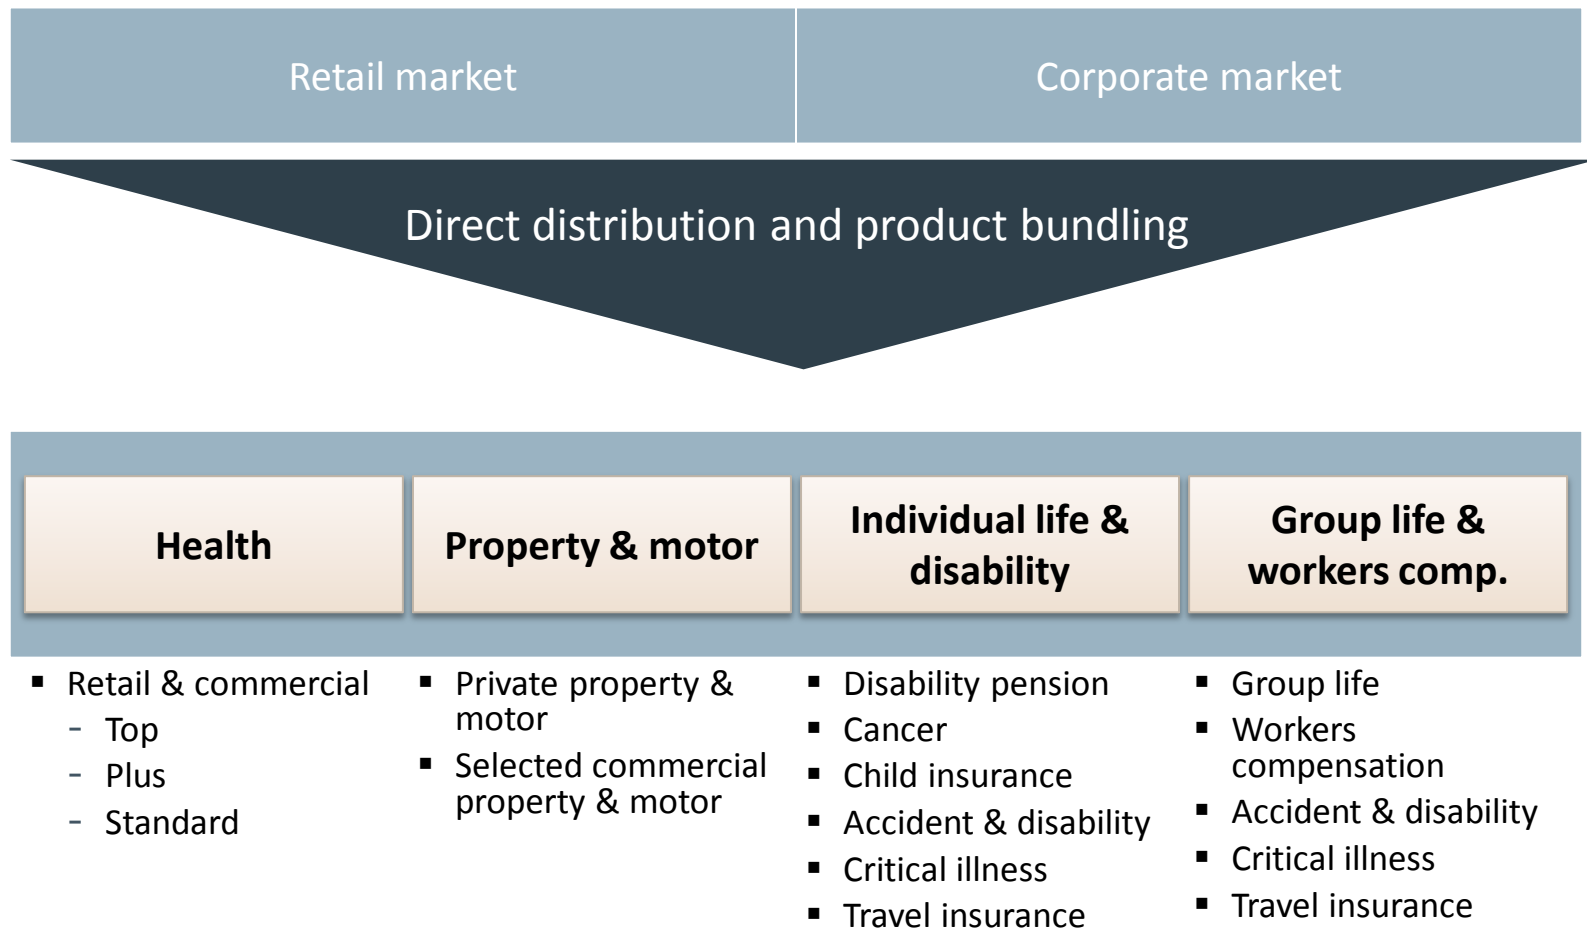 Retail market
Corporate market
Direct distribution and product bundling
Health
Property & motor
Individual life &
disability
Group life &
workers comp.
▪ Retail & commercial
- Top
- Plus
- Standard
▪ Private property &
motor
▪ Selected commercial
property & motor
▪ Disability pension
▪ Cancer
▪ Child insurance
▪ Accident & disability
▪ Critical illness
▪ Travel insurance
▪ Group life
▪ Workers
compensation
▪ Accident & disability
▪ Critical illness
▪ Travel insurance